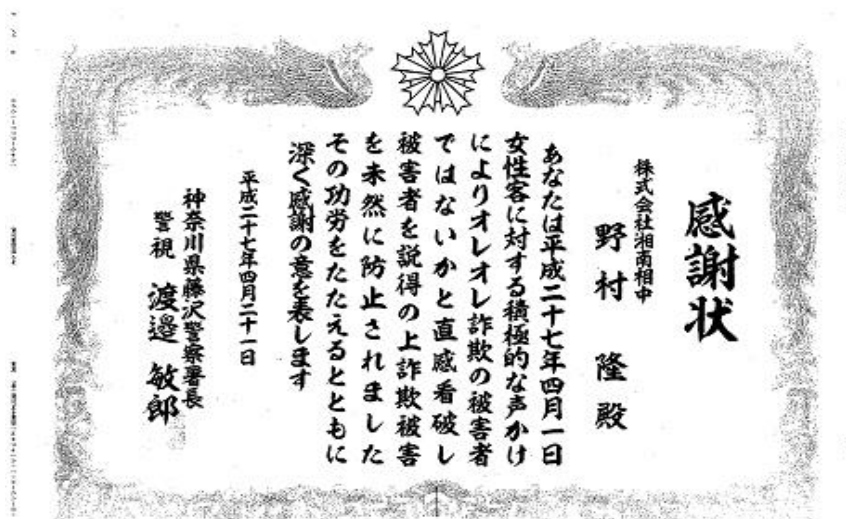 感謝状
株式会社湘南相中
野村 隆 殿
あなたは平成二十七年四月一日
女性客に対する積極的な声かけ
によりオレオレ詐欺の被害者
ではないかと直感看破し
被害者を説得の上詐欺被害
を未然に防止されました
その功労をたたえるとともに
深く感謝の意を表します
平成二十七年四月二十一日
神奈川県藤沢警察署長
警視 渡邉 敏郎